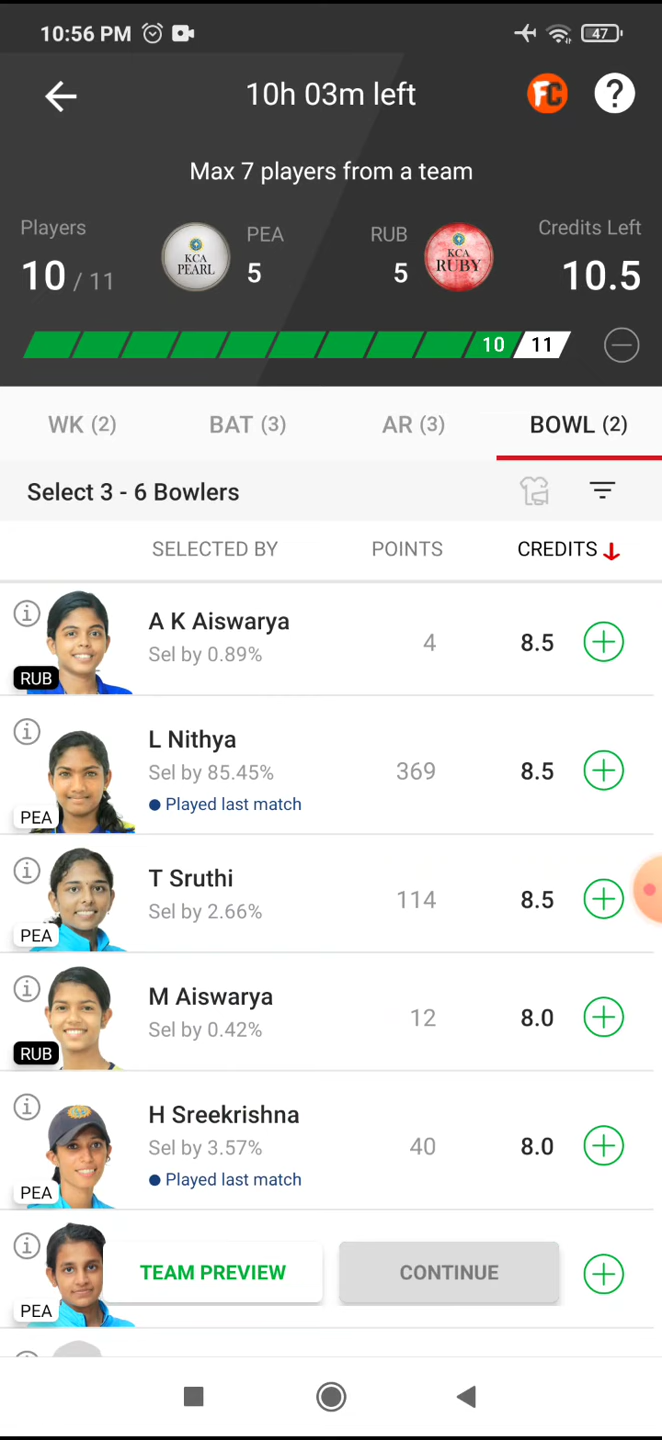 10:56 PM
47
10h 03m left
FC
?
Max 7 players from a team
Players
10 / 11
KCA
PEARL
PEA
5
RUB
5
KCA
RUBY
Credits Left
10.5
10
11
WK (2)
BAT (3)
AR (3)
BOWL (2)
Select 3 - 6 Bowlers
SELECTED BY
POINTS
CREDITS
A K Aiswarya
Sel by 0.89%
4
8.5
RUB
L Nithya
Sel by 85.45%
Played last match
369
8.5
PEA
T Sruthi
Sel by 2.66%
114
8.5
PEA
M Aiswarya
Sel by 0.42%
12
8.0
RUB
H Sreekrishna
Sel by 3.57%
Played last match
40
8.0
PEA
TEAM PREVIEW
CONTINUE
PEA